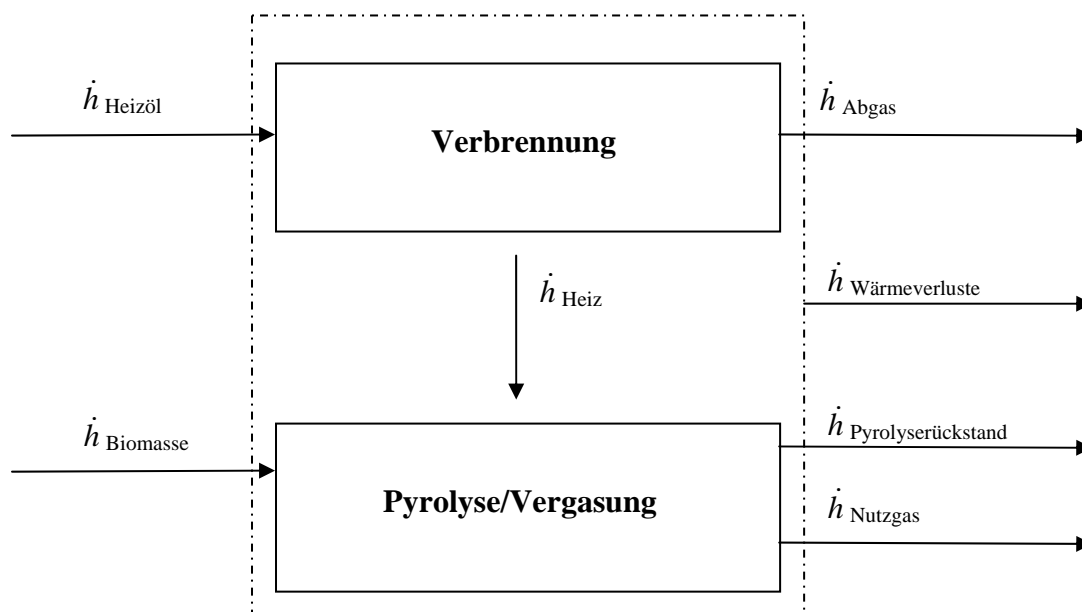 ḣ Heizöl
Verbrennung
ḣ Abgas
ḣ Heiz
ḣ Wärmeverluste
ḣ Biomasse
Pyrolyse/Vergasung
ḣ Pyrolyserückstand
ḣ Nutzgas